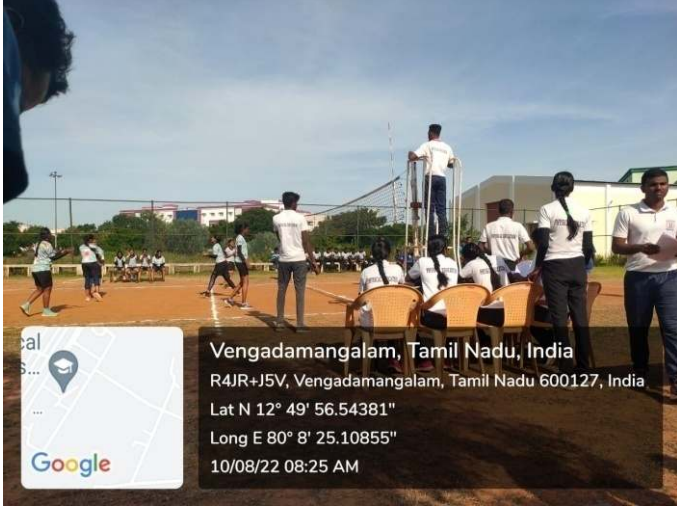 cal
s...
...
Google
Vengadamangalam, Tamil Nadu, India
R4JR+J5V, Vengadamangalam, Tamil Nadu 600127, India
Lat N 12° 49' 56.54381"
Long E 80° 8' 25.10855"
10/08/22 08:25 AM